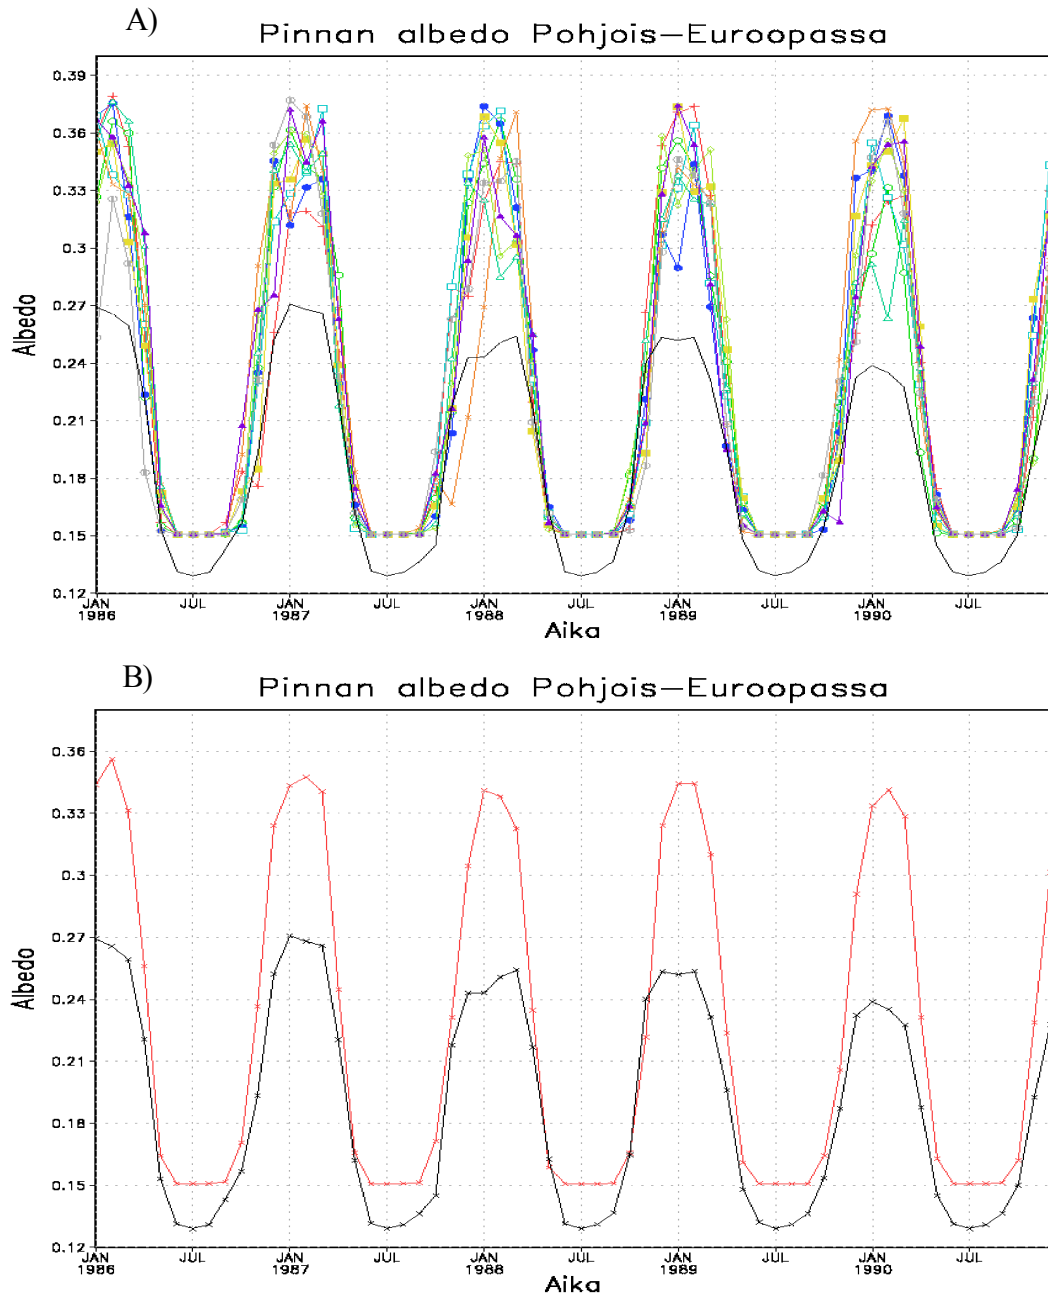 A)
Pinnan albedo Pohjois-Euroopassa
Albedo
0.39
0.36
0.33
0.3
0.27
0.24
0.21
0.18
0.15
0.12
JAN JUL JAN JUL JAN JUL JAN JUL JAN JUL
1986 1987 1988 1989 1990
Aika
B)
Pinnan albedo Pohjois-Euroopassa
Albedo
0.36
0.33
0.3
0.27
0.24
0.21
0.18
0.15
0.12
JAN JUL JAN JUL JAN JUL JAN JUL JAN JUL
1986 1987 1988 1989 1990
Aika